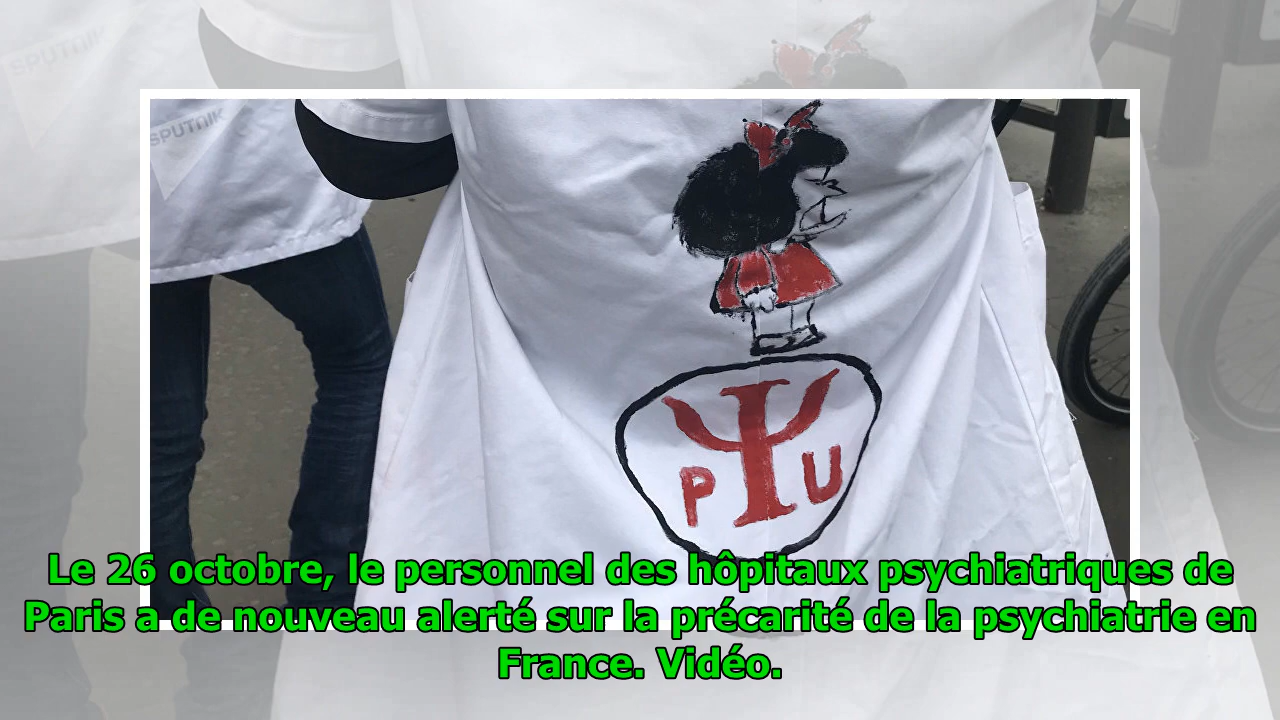 SPUTNIK
SPUTNIK
P Ψ U
Le 26 octobre, le personnel des hôpitaux psychiatriques de
Paris a de nouveau alerté sur la précarité de la psychiatrie en
France. Vidéo.